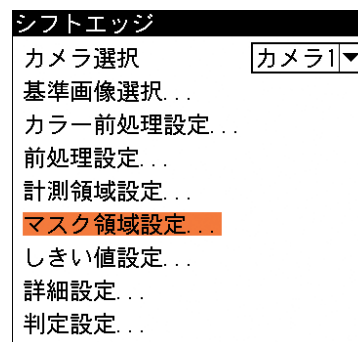 シフトエッジ
カメラ選択 カメラ1▼
基準画像選択...
カラー前処理設定...
前処理設定...
計測領域設定...
マスク領域設定...
しきい値設定...
詳細設定...
判定設定...